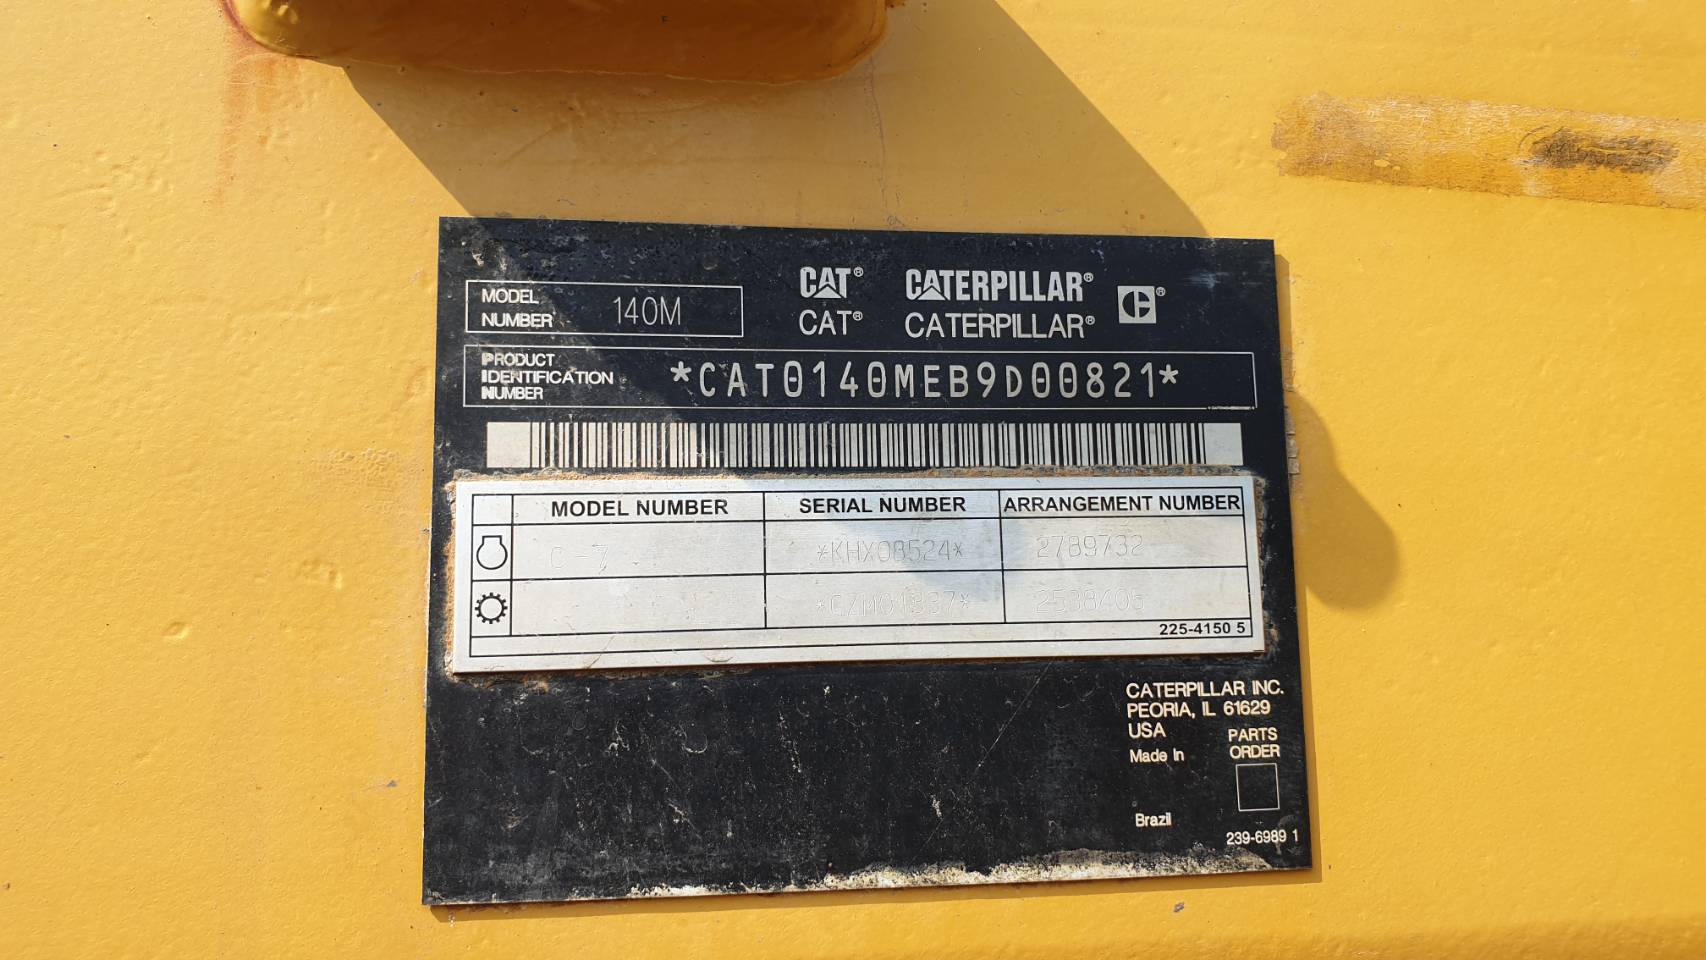 MODEL NUMBER 140M
CAT® CATERPILLAR®
CAT® CATERPILLAR®
PRODUCT IDENTIFICATION NUMBER *CAT0140MEB9D00821*
MODEL NUMBER SERIAL NUMBER ARRANGEMENT NUMBER
C-7 *KHX08524* 2789732
225-4150 5
CATERPILLAR INC.
PEORIA, IL 61629
USA
Made in
Brazil
PARTS
ORDER
239-6989 1